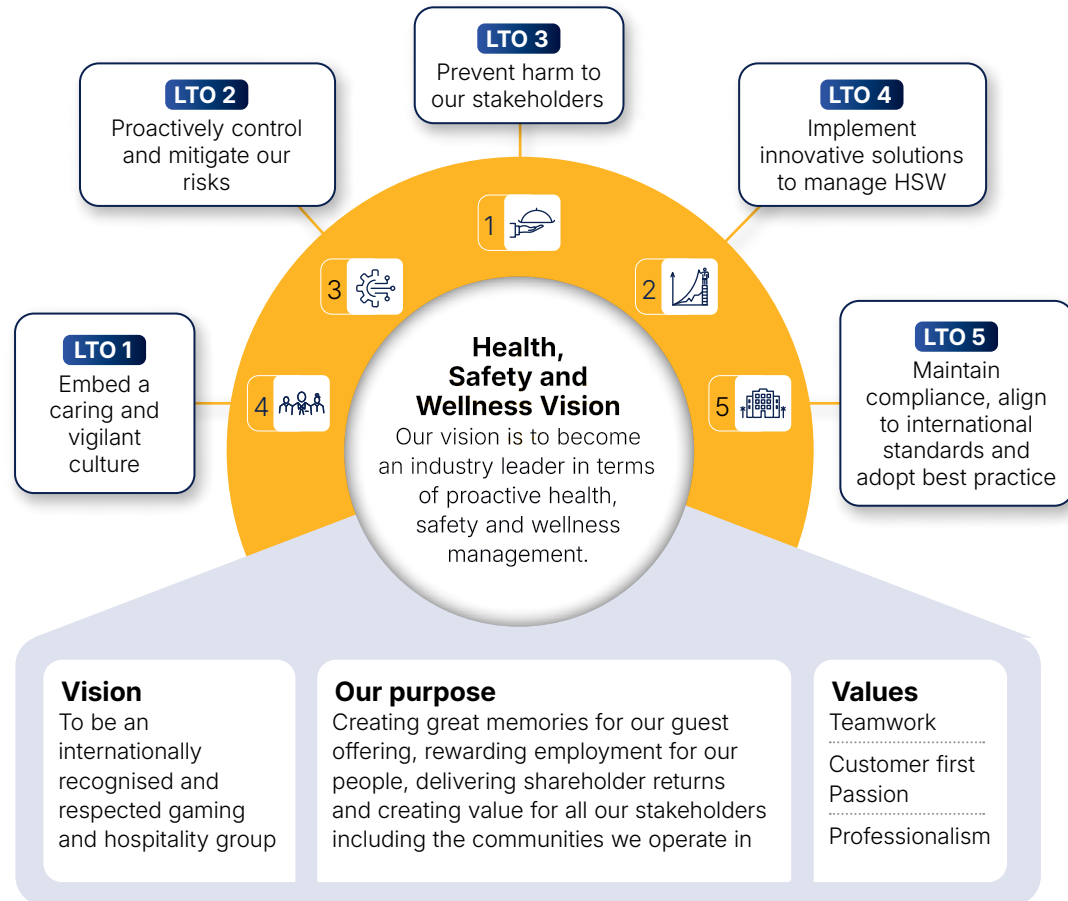 LTO 3
Prevent harm to
our stakeholders
LTO 2
Proactively control
and mitigate our
risks
LTO 4
Implement
innovative solutions
to manage HSW
1
3
2
LTO 1
Embed a
caring and
vigilant
culture
4
5
LTO 5
Maintain
compliance, align
to international
standards and
adopt best practice
Health,
Safety and
Wellness Vision
Our vision is to become
an industry leader in terms
of proactive health,
safety and wellness
management.
Vision
To be an
internationally
recognised and
respected gaming
and hospitality group
Our purpose
Creating great memories for our guest
offering, rewarding employment for our
people, delivering shareholder returns
and creating value for all our stakeholders
including the communities we operate in
Values
Teamwork
Customer first
Passion
Professionalism